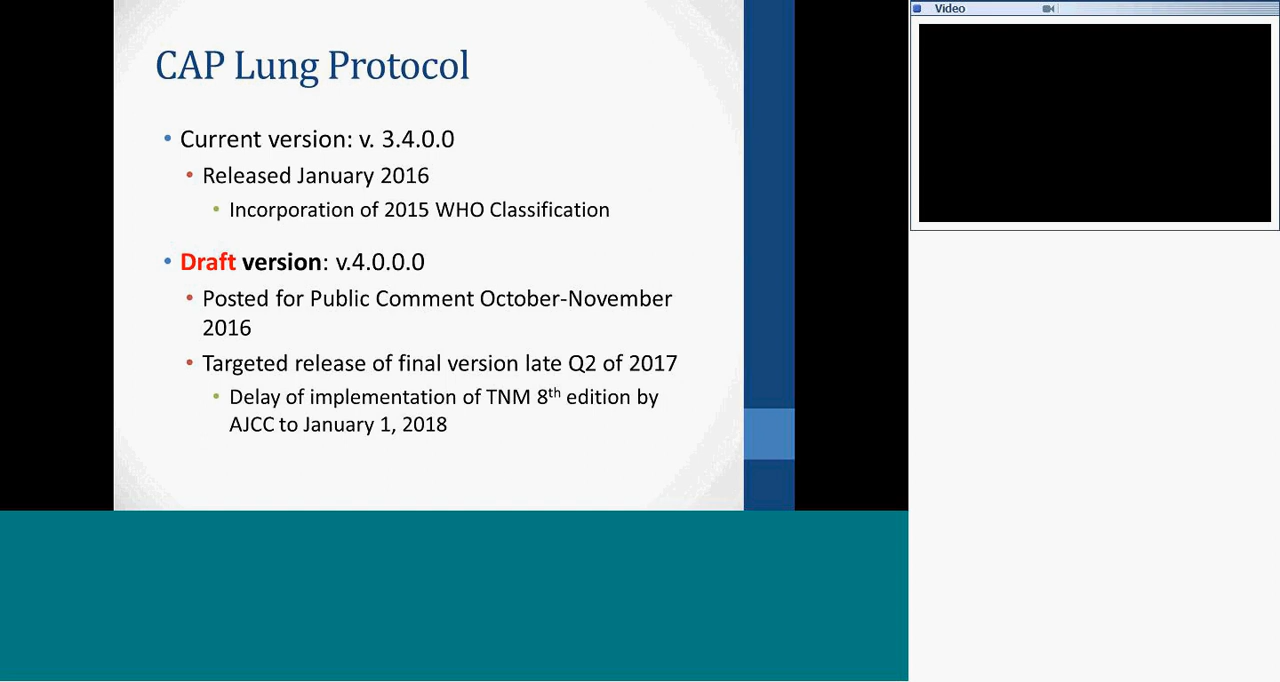 CAP Lung Protocol
• Current version: v. 3.4.0.0
• Released January 2016
• Incorporation of 2015 WHO Classification
• Draft version: v.4.0.0.0
• Posted for Public Comment October-November
2016
• Targeted release of final version late Q2 of 2017
• Delay of implementation of TNM 8th edition by
AJCC to January 1, 2018
Video